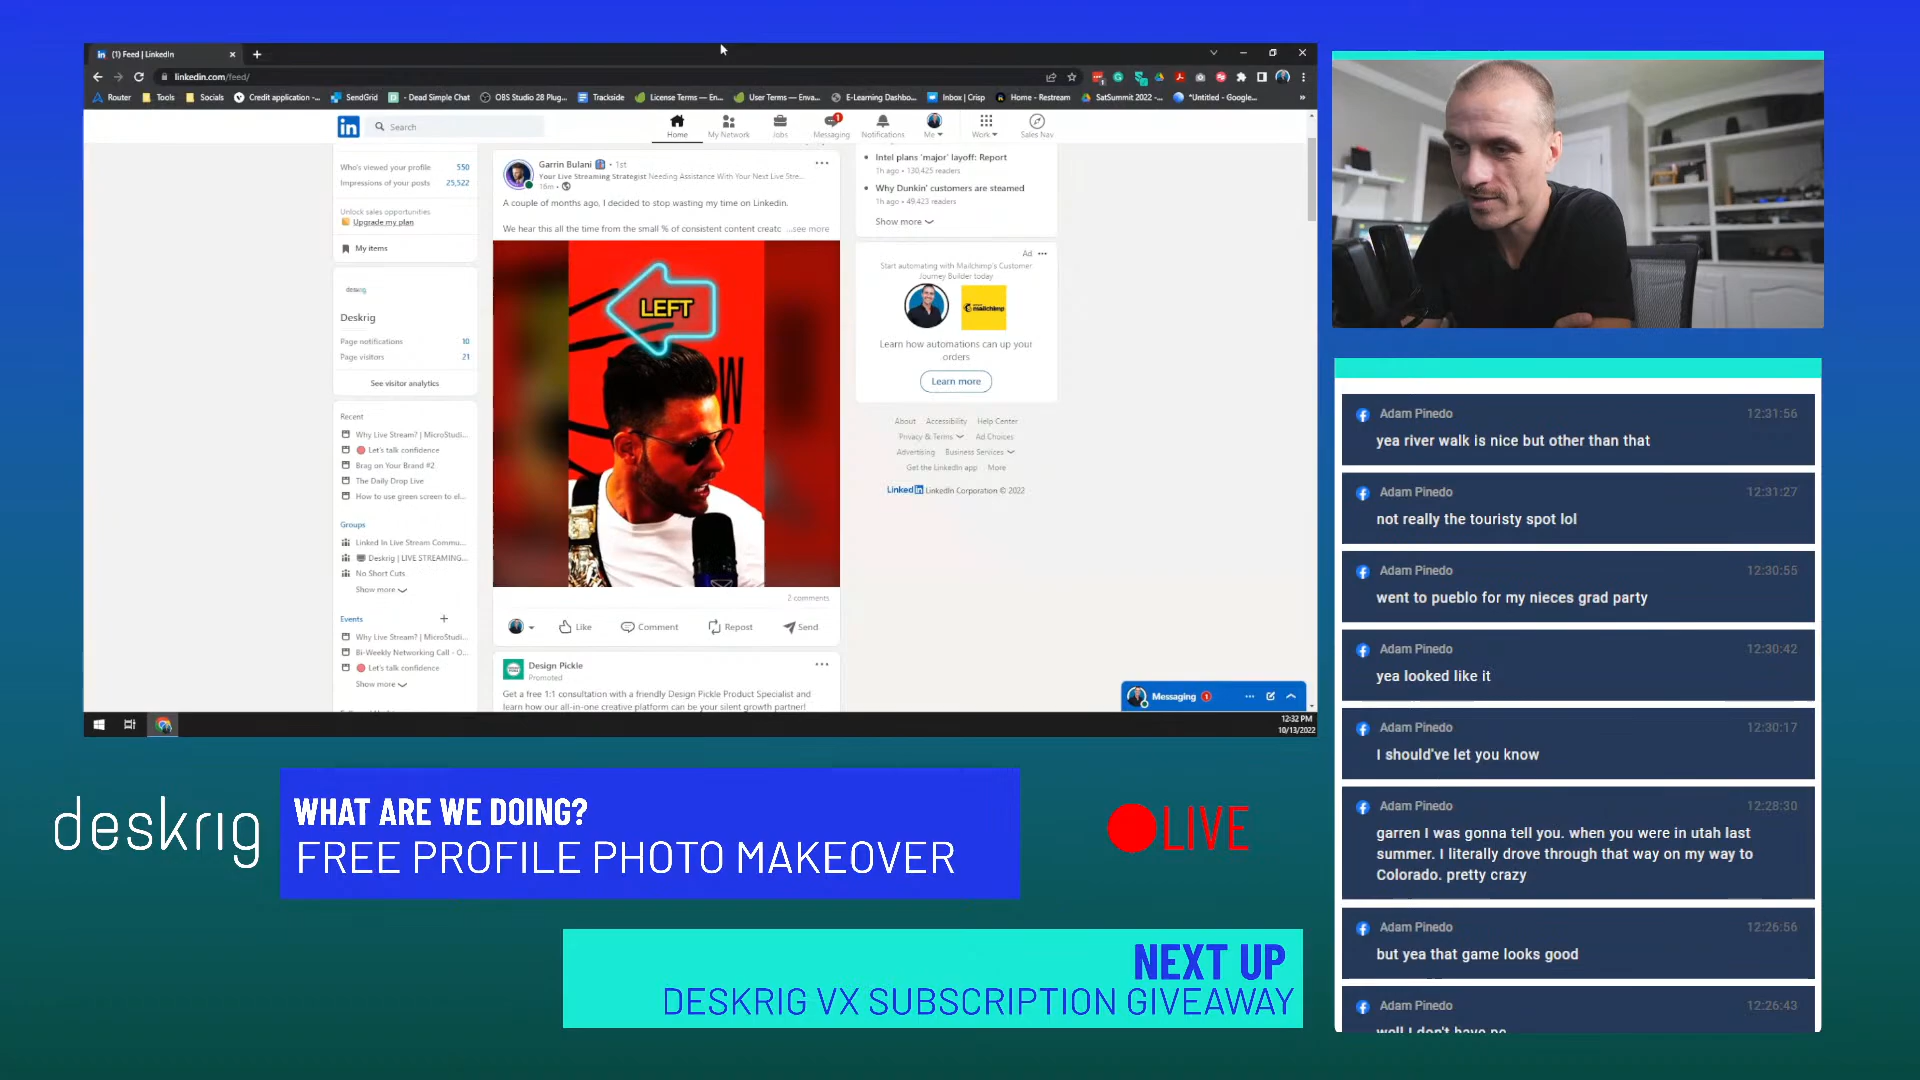 (1) Feed | LinkedIn
linkedin.com/feed/
Router
Tools
Socials
Credit application -...
SendGrid
- Dead Simple Chat
OBS Studio 28 Plug...
Trackside
License Terms — En...
User Terms — Enva...
E-Learning Dashbo...
Inbox | Crisp
Home - Restream
SatSummit 2022 -...
*Untitled - Google...
»
in
Search
Home
My Network
Jobs
1
Messaging
Notifications
Me
Work
Sales Nav
Who's viewed your profile 550
Impressions of your posts 25,522
Unlock sales opportunities
Upgrade my plan
My items
deskrig
Deskrig
Page notifications 10
Page visitors 21
See visitor analytics
Recent
Why Live Stream? | MicroStudi...
Let's talk confidence
Brag on Your Brand #2
The Daily Drop Live
How to use green screen to el...
Groups
Linked In Live Stream Commu...
Deskrig | LIVE STREAMING...
No Short Cuts
Show more
Events +
Why Live Stream? | MicroStudi...
Bi-Weekly Networking Call - O...
Let's talk confidence
Show more
Garrin Bulani • 1st
Your Live Streaming Strategist Needing Assistance With Your Next Live Stre...
16m •
A couple of months ago, I decided to stop wasting my time on Linkedin.
We hear this all the time from the small % of consistent content creato ...see more
LEFT
W
2 comments
Like
Comment
Repost
Send
Design Pickle
Promoted
Get a free 1:1 consultation with a friendly Design Pickle Product Specialist and
learn how our all-in-one creative platform can be your silent growth partner!
Intel plans 'major' layoff: Report
1h ago • 130,425 readers
Why Dunkin' customers are steamed
1h ago • 49,423 readers
Show more
Ad
Start automating with Mailchimp's Customer
Journey Builder today
mailchimp
Learn how automations can up your
orders
Learn more
About Accessibility Help Center
Privacy & Terms Ad Choices
Advertising Business Services
Get the LinkedIn app More
LinkedIn LinkedIn Corporation © 2022
Messaging 1
12:32 PM
10/13/2022
Adam Pinedo 12:31:56
yea river walk is nice but other than that
Adam Pinedo 12:31:27
not really the touristy spot lol
Adam Pinedo 12:30:55
went to pueblo for my nieces grad party
Adam Pinedo 12:30:42
yea looked like it
Adam Pinedo 12:30:17
I should've let you know
Adam Pinedo 12:28:30
garren I was gonna tell you. when you were in utah last
summer. I literally drove through that way on my way to
Colorado. pretty crazy
Adam Pinedo 12:26:56
but yea that game looks good
Adam Pinedo 12:26:43
well I don't have pc
deskrig
WHAT ARE WE DOING?
FREE PROFILE PHOTO MAKEOVER
LIVE
NEXT UP
DESKRIG VX SUBSCRIPTION GIVEAWAY